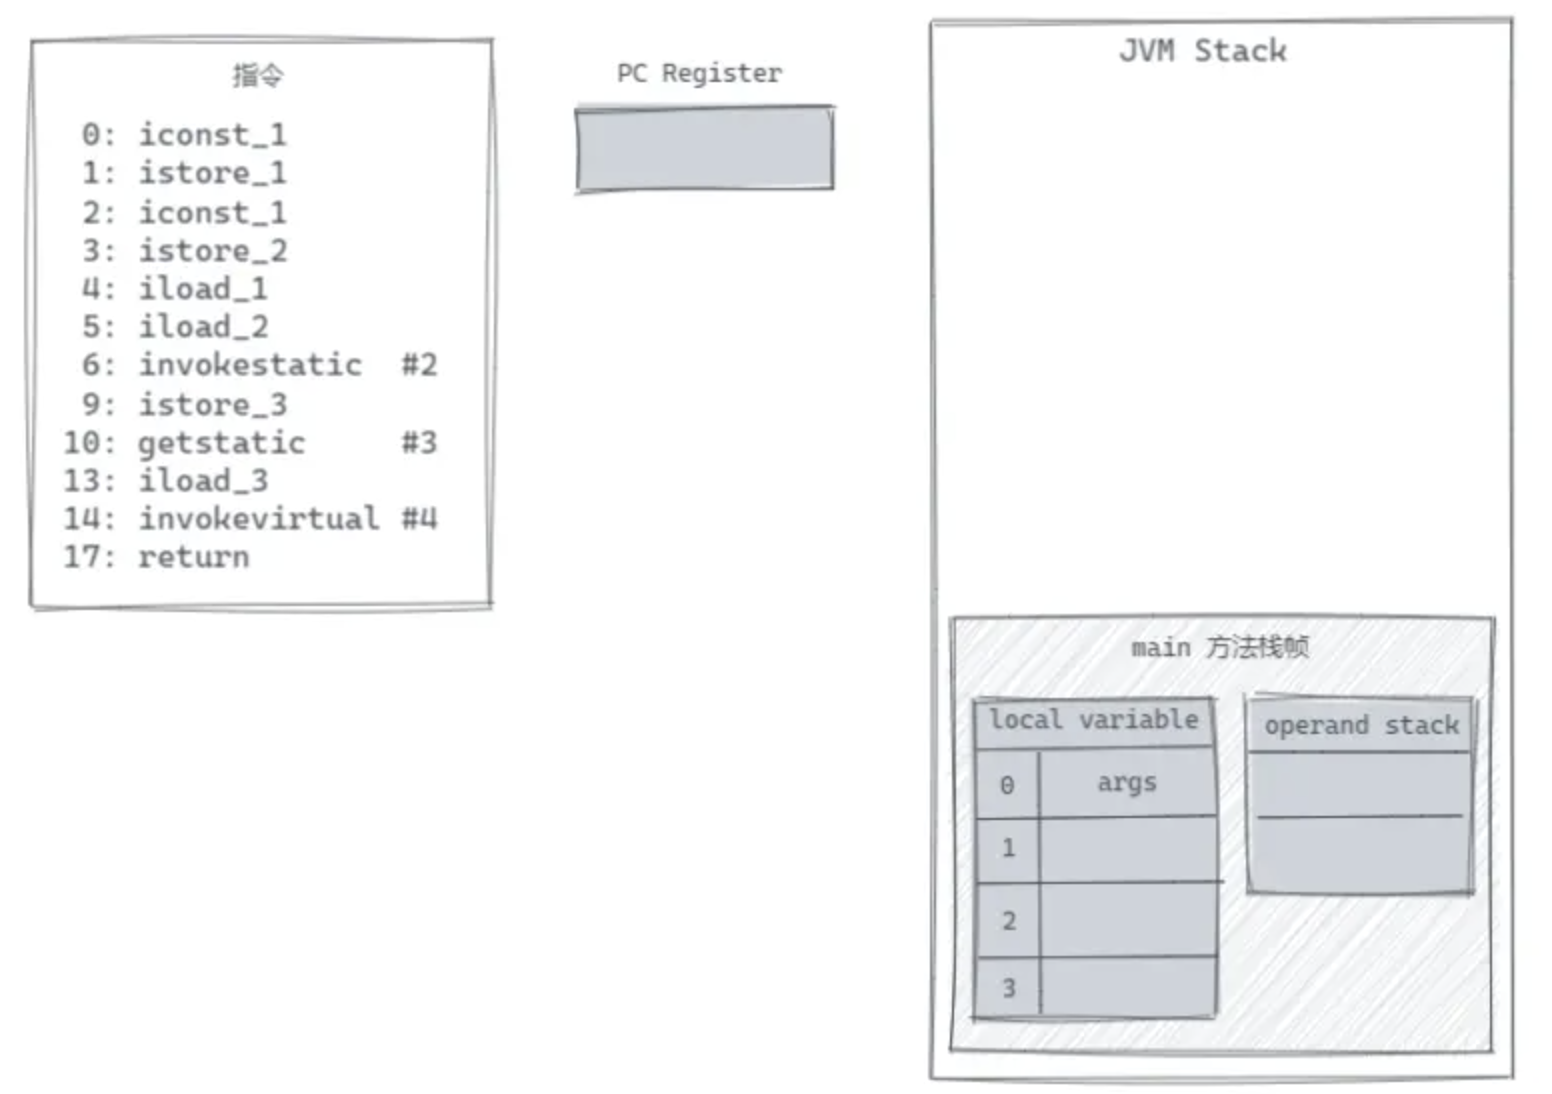 指令
0: iconst_1
1: istore_1
2: iconst_1
3: istore_2
4: iload_1
5: iload_2
6: invokestatic #2
9: istore_3
10: getstatic #3
13: iload_3
14: invokevirtual #4
17: return
PC Register
JVM Stack
main 方法栈帧
local variable
0 args
1
2
3
operand stack